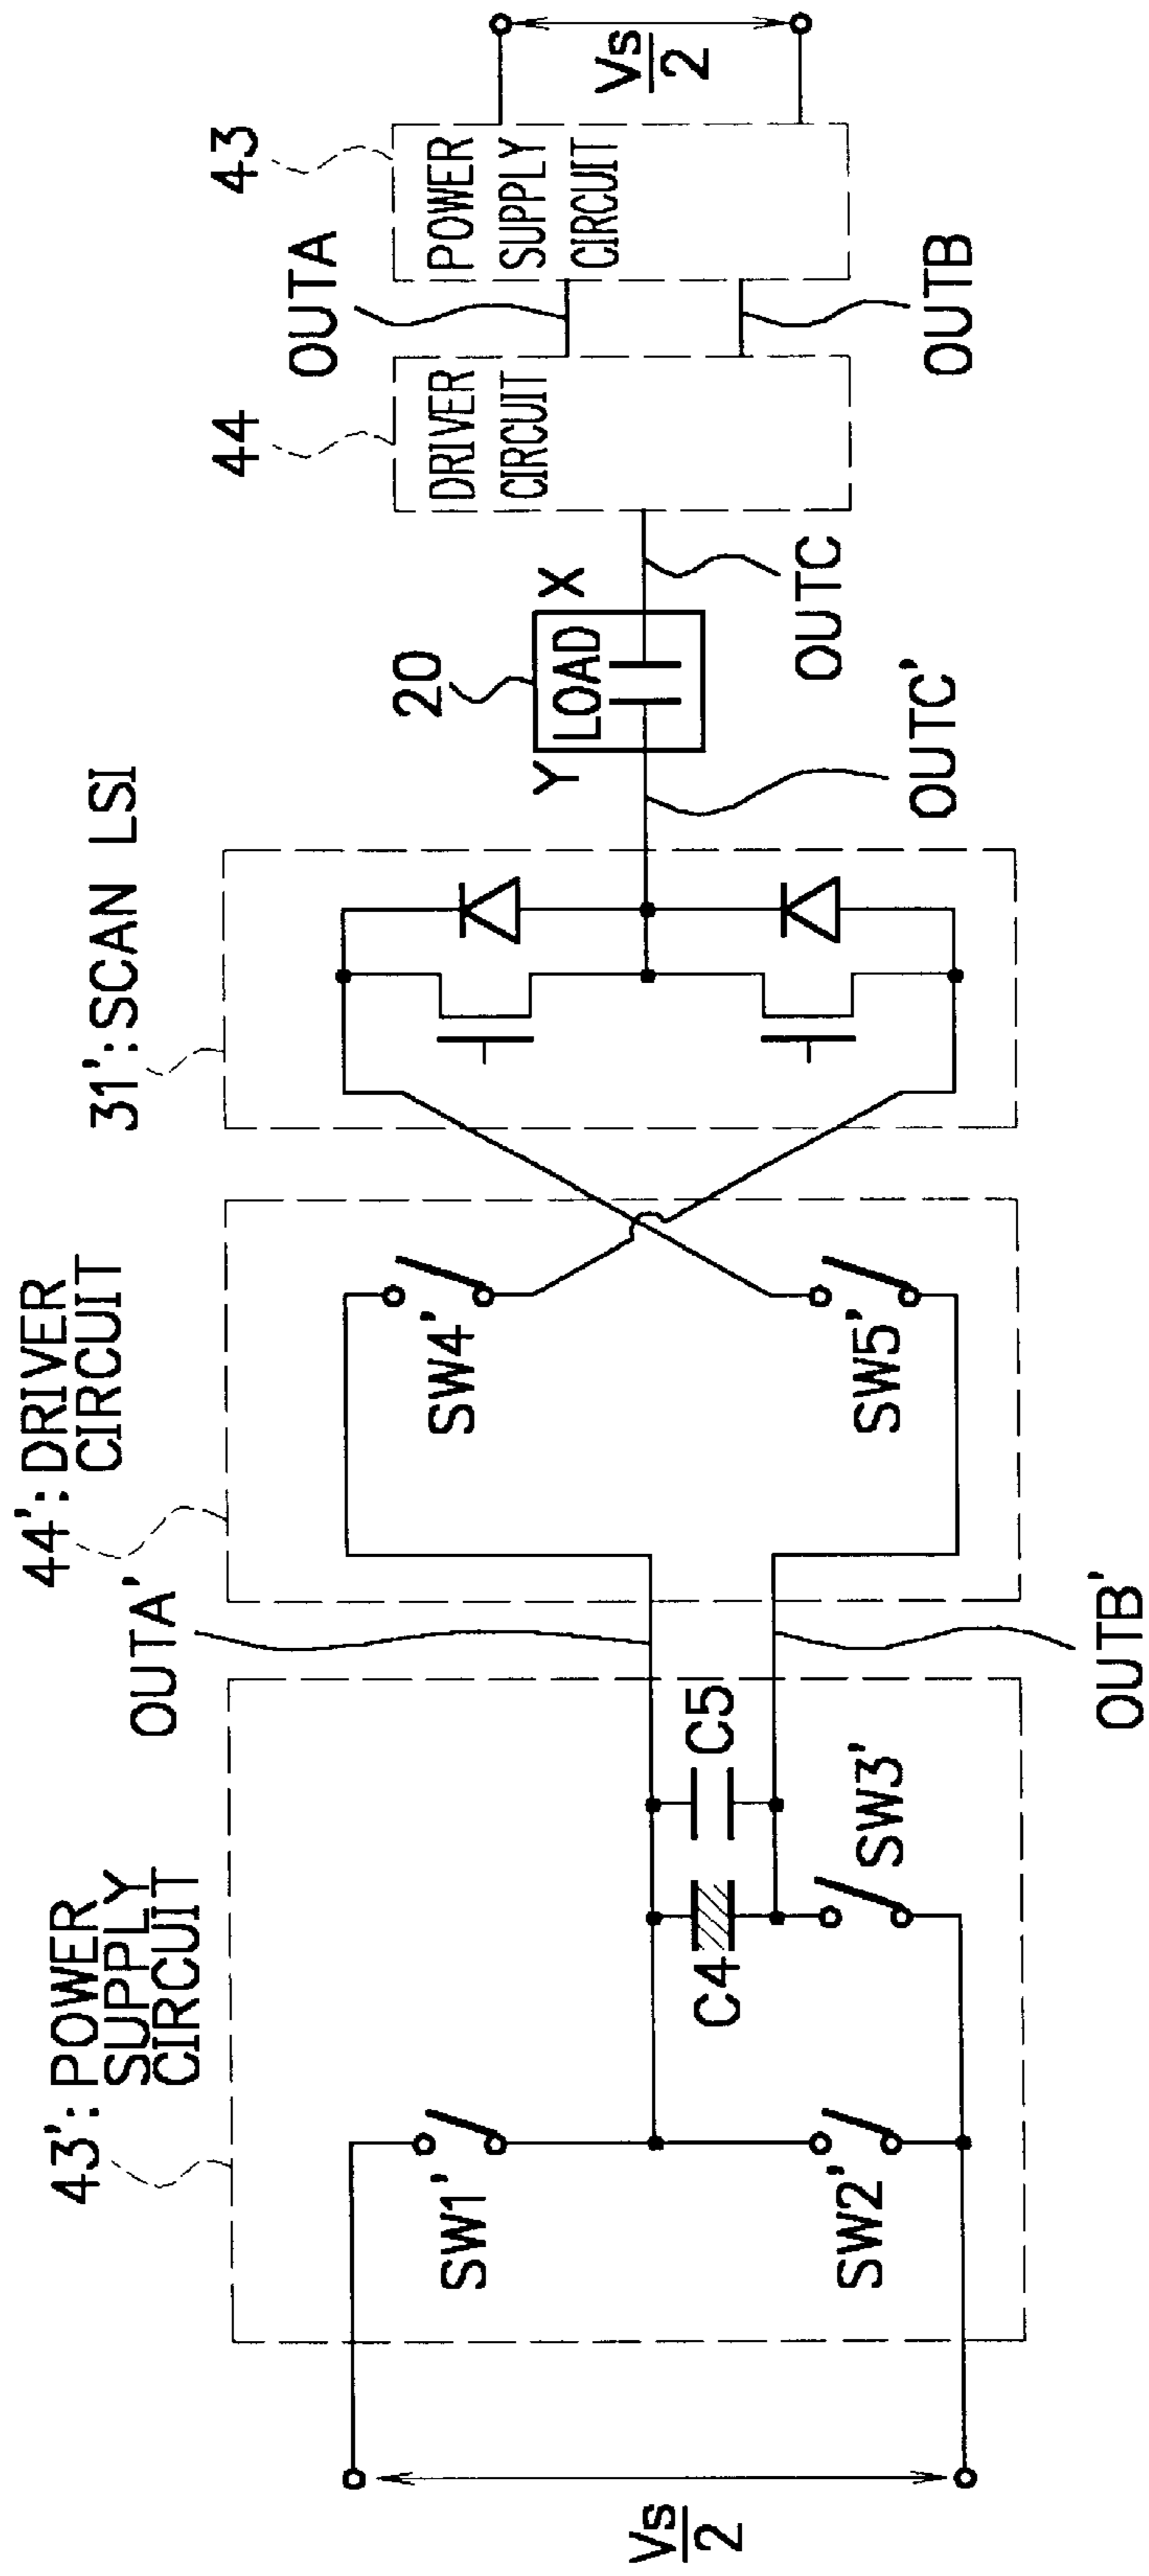 43': POWER
SUPPLY
CIRCUIT
44': DRIVER
CIRCUIT
31': SCAN LSI
OUTA'
OUTB'
Vs
2
SW1'
SW2'
C4
C5
SW3'
SW4'
SW5'
Y
20
LOAD
X
OUTC'
OUTC
44
DRIVER
CIRCUIT
OUTA
OUTB
43
POWER
SUPPLY
CIRCUIT
Vs
2